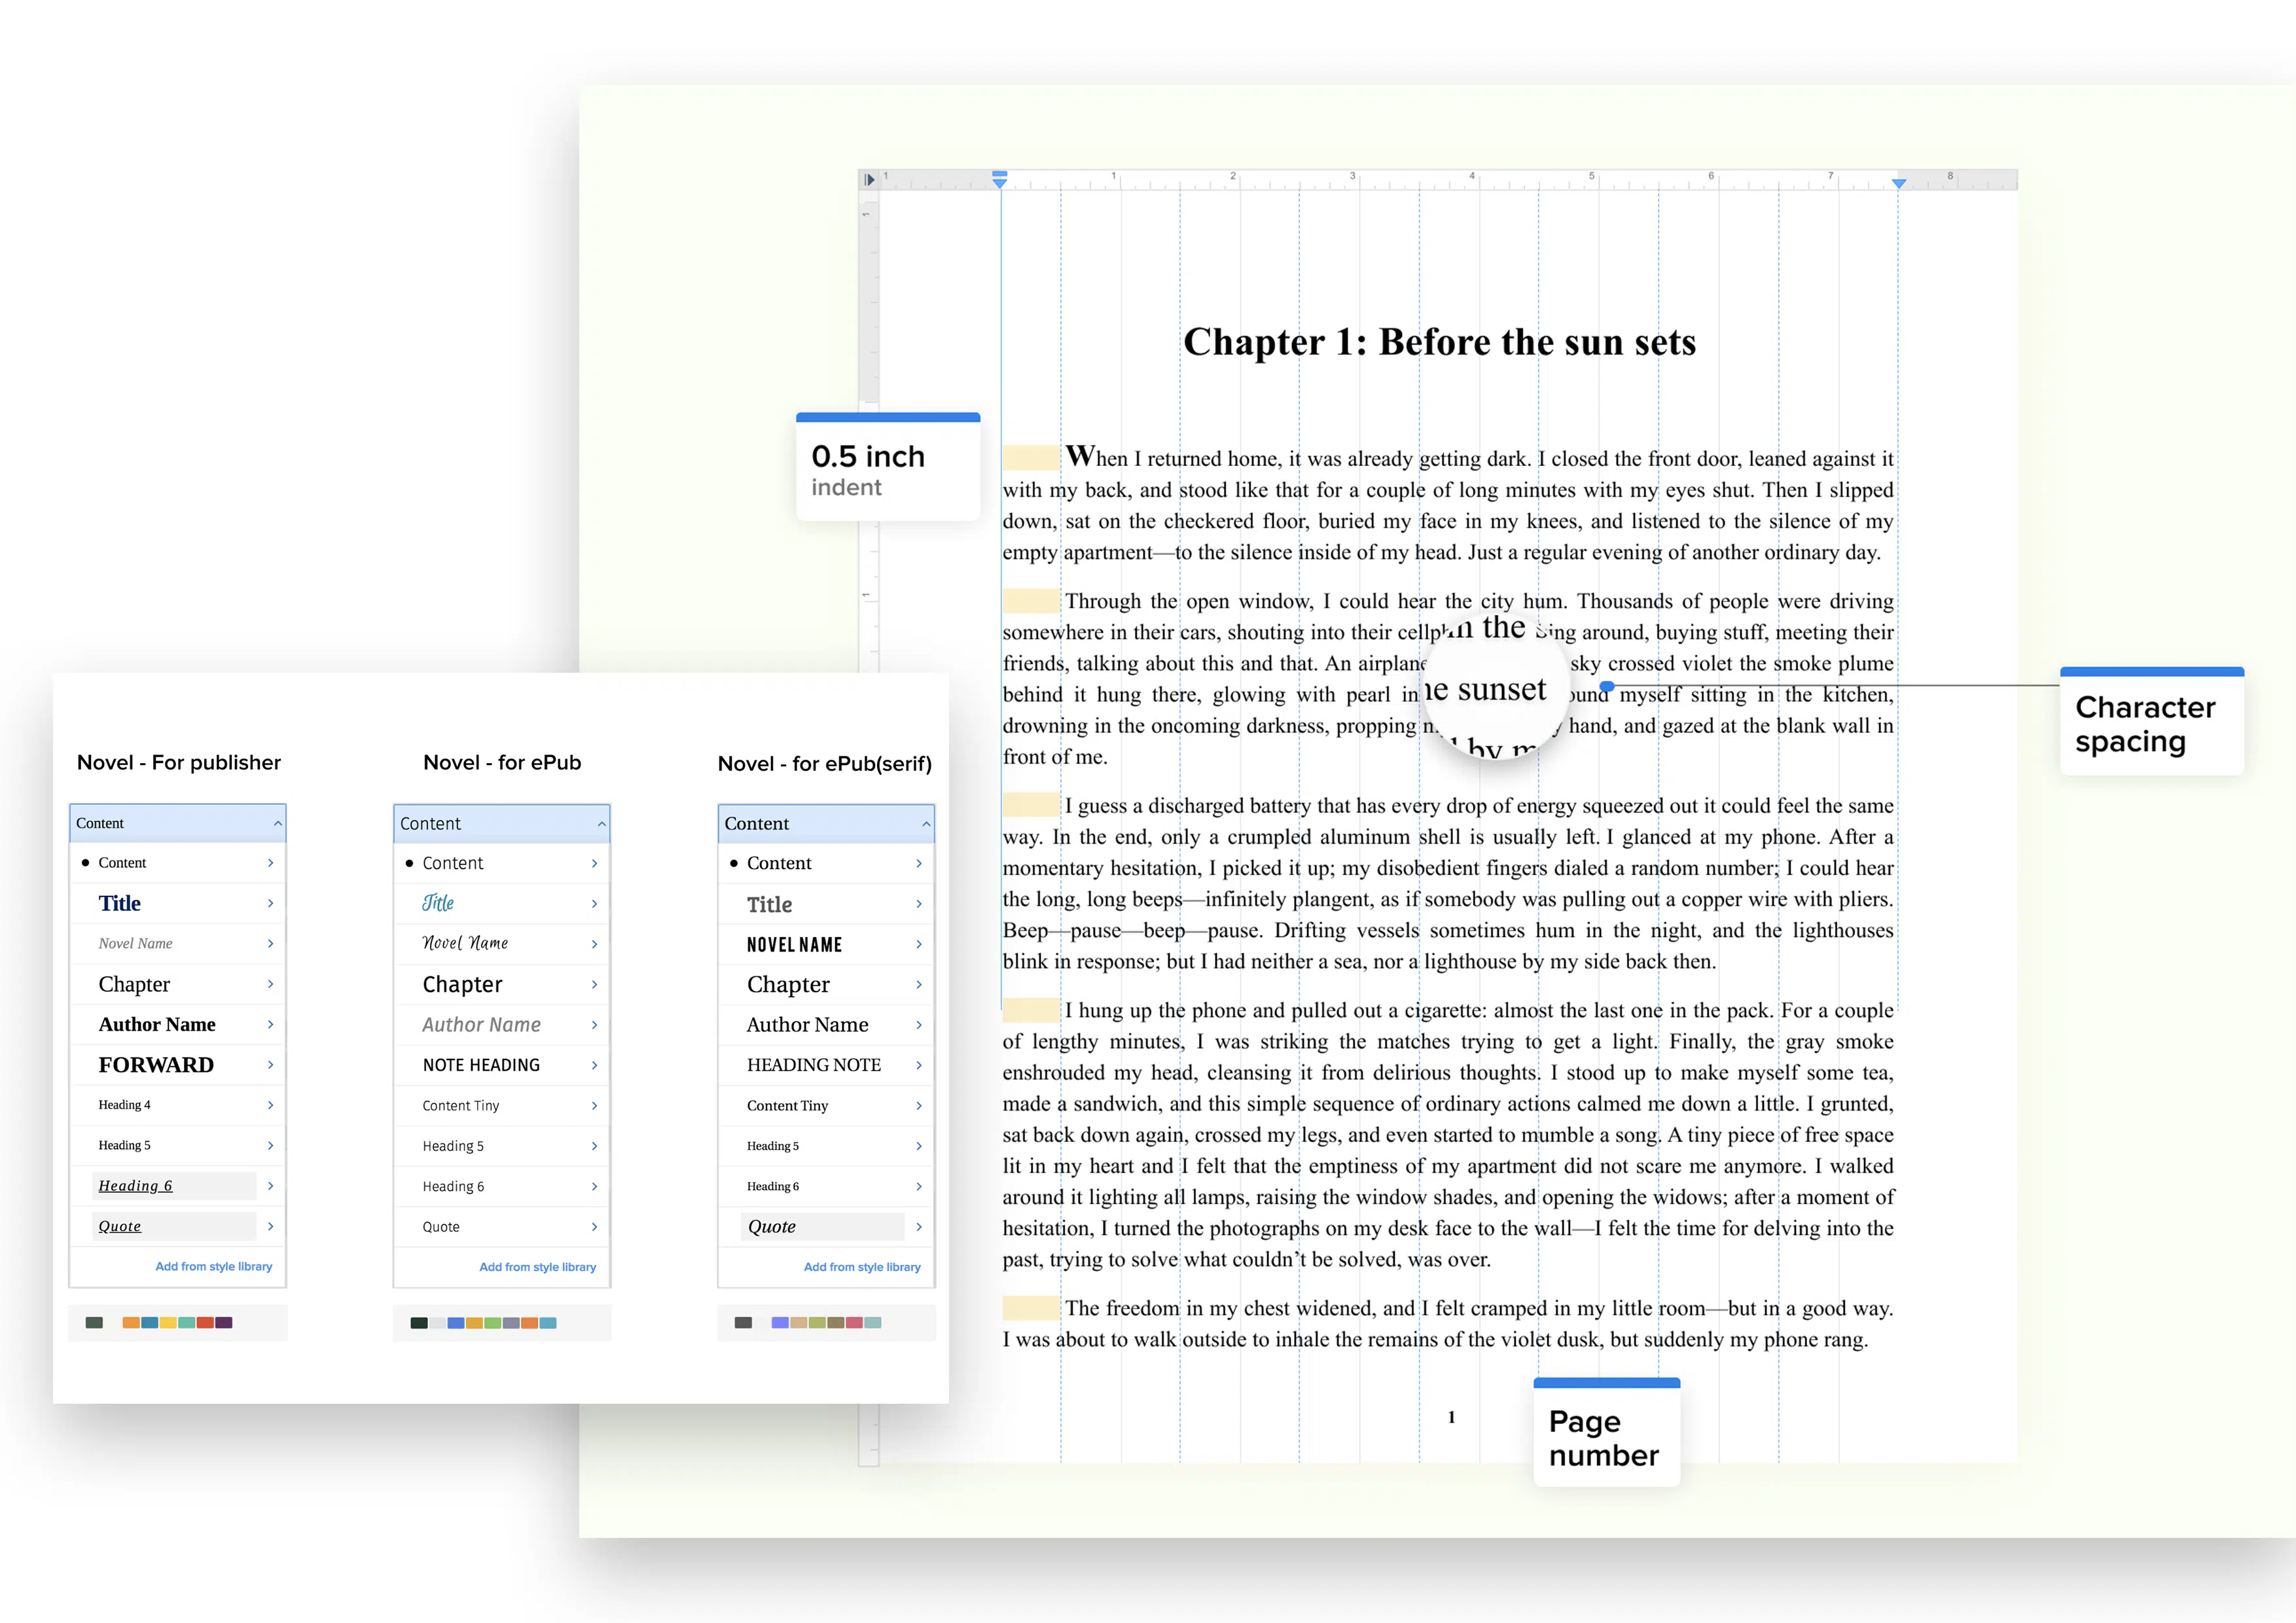 1 1 2 3 4 5 6 7 8
1
1
Chapter 1: Before the sun sets
0.5 inch
indent
When I returned home, it was already getting dark. I closed the front door, leaned against it
with my back, and stood like that for a couple of long minutes with my eyes shut. Then I slipped
down, sat on the checkered floor, buried my face in my knees, and listened to the silence of my
empty apartment—to the silence inside of my head. Just a regular evening of another ordinary day.
Through the open window, I could hear the city hum. Thousands of people were driving
somewhere in their cars, shouting into their around, buying stuff, meeting their
friends, talking about this and that. An airplane sky crossed violet the smoke plume
behind it hung there, glowing with pearl in myself sitting in the kitchen,
drowning in the oncoming darkness, propping hand, and gazed at the blank wall in
front of me.
the
sunset
by
Character
spacing
I guess a discharged battery that has every drop of energy squeezed out it could feel the same
way. In the end, only a crumpled aluminum shell is usually left. I glanced at my phone. After a
momentary hesitation, I picked it up; my disobedient fingers dialed a random number; I could hear
the long, long beeps—infinitely plangent, as if somebody was pulling out a copper wire with pliers.
Beep—pause—beep—pause. Drifting vessels sometimes hum in the night, and the lighthouses
blink in response; but I had neither a sea, nor a lighthouse by my side back then.
I hung up the phone and pulled out a cigarette: almost the last one in the pack. For a couple
of lengthy minutes, I was striking the matches trying to get a light. Finally, the gray smoke
enshrouded my head, cleansing it from delirious thoughts. I stood up to make myself some tea,
made a sandwich, and this simple sequence of ordinary actions calmed me down a little. I grunted,
sat back down again, crossed my legs, and even started to mumble a song. A tiny piece of free space
lit in my heart and I felt that the emptiness of my apartment did not scare me anymore. I walked
around it lighting all lamps, raising the window shades, and opening the widows; after a moment of
hesitation, I turned the photographs on my desk face to the wall—I felt the time for delving into the
past, trying to solve what couldn’t be solved, was over.
The freedom in my chest widened, and I felt cramped in my little room—but in a good way.
I was about to walk outside to inhale the remains of the violet dusk, but suddenly my phone rang.
1
Page
number
Novel - For publisher
Content
Content
Title
Novel Name
Chapter
Author Name
FORWARD
Heading 4
Heading 5
Heading 6
Quote
Add from style library
Novel - for ePub
Content
Content
Title
Novel Name
Chapter
Author Name
NOTE HEADING
Content Tiny
Heading 5
Heading 6
Quote
Add from style library
Novel - for ePub(serif)
Content
Content
Title
NOVEL NAME
Chapter
Author Name
HEADING NOTE
Content Tiny
Heading 5
Heading 6
Quote
Add from style library